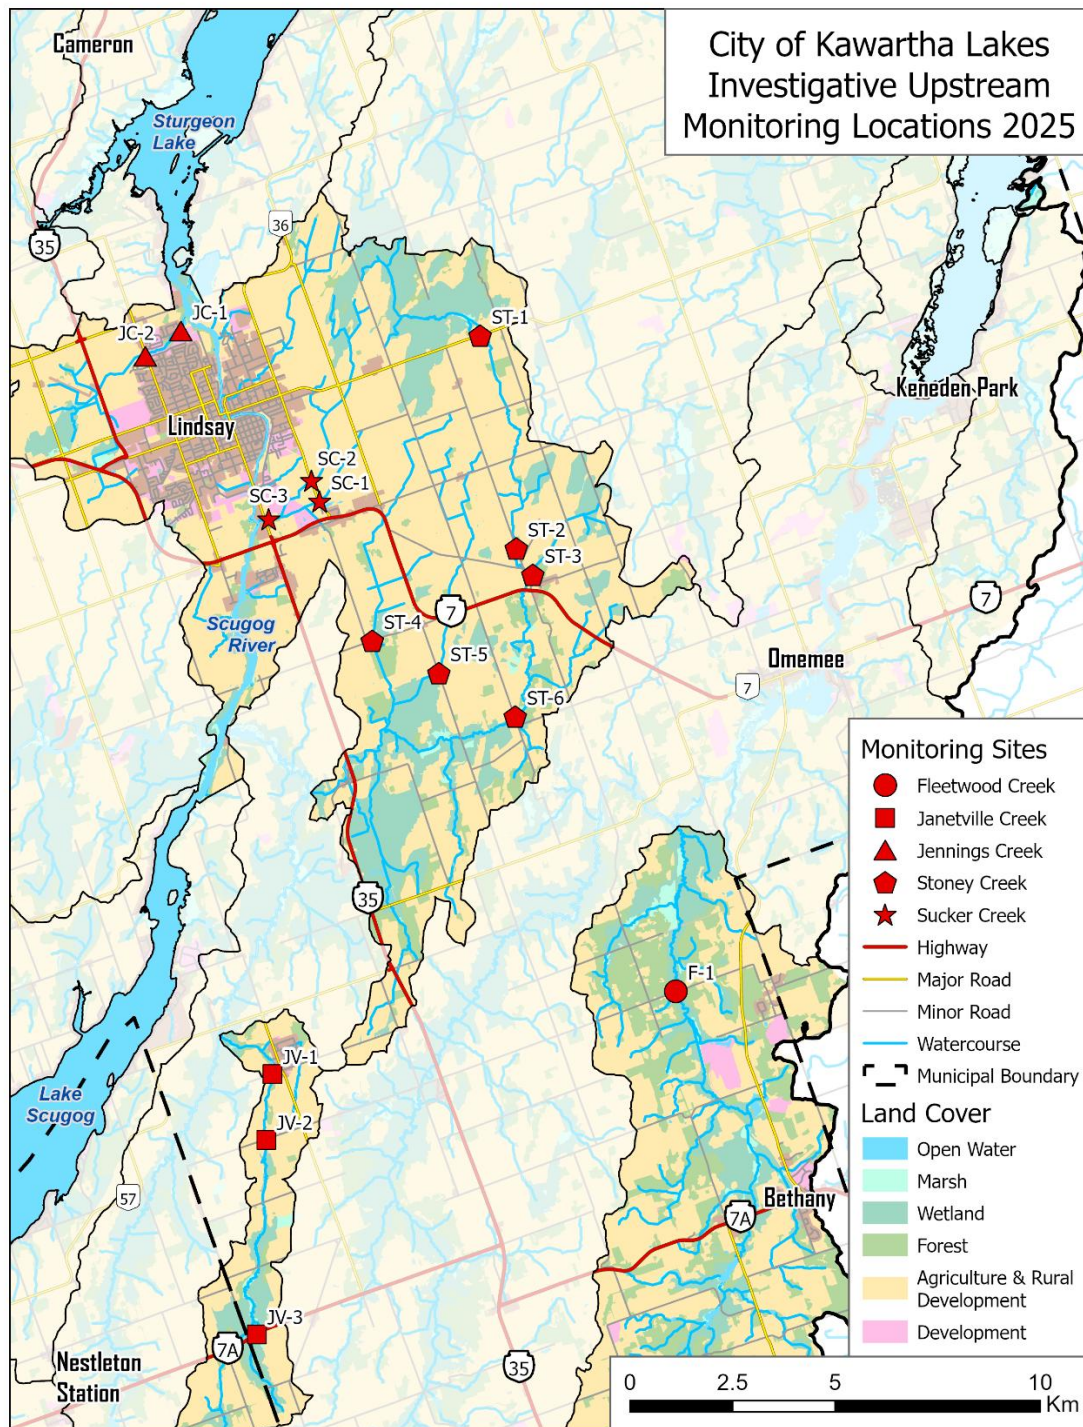 City of Kawartha Lakes
Investigative Upstream
Monitoring Locations 2025
Cameron
Sturgeon
Lake
36
35
JC-1
JC-2
ST-1
Keneden Park
Lindsay
SC-2
SC-1
SC-3
ST-2
ST-3
7
7
Scugog
River
ST-4
ST-5
Omemee
7
ST-6
Monitoring Sites
Fleetwood Creek
Janetville Creek
Jennings Creek
Stoney Creek
Sucker Creek
Highway
Major Road
Minor Road
Watercourse
Municipal Boundary
Land Cover
Open Water
Marsh
Wetland
Forest
Agriculture & Rural
Development
Development
35
F-1
JV-1
Lake
Scugog
JV-2
57
Bethany
7A
JV-3
7A
Nestleton
Station
35
0
2.5
5
10
Km